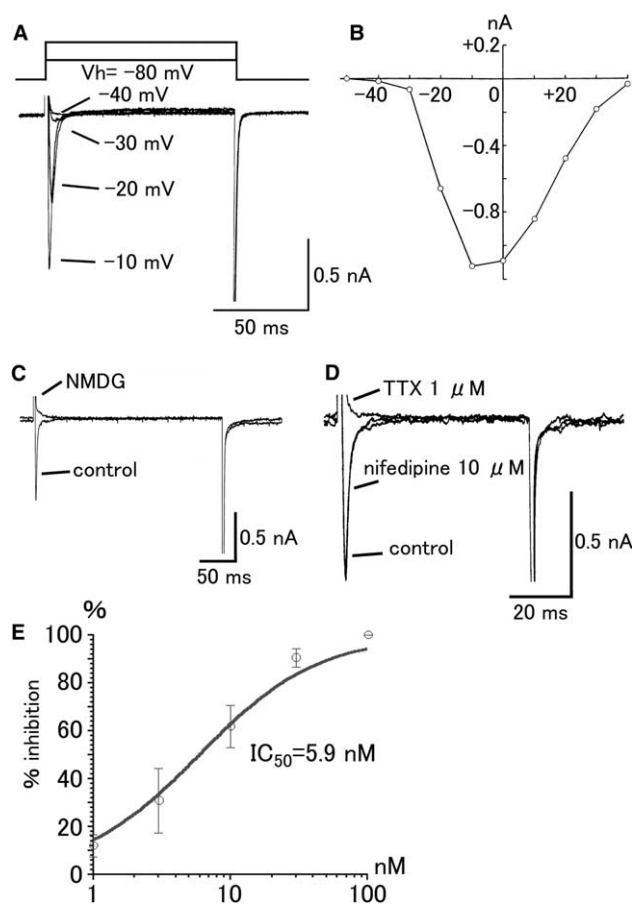 A
Vh= −80 mV
−40 mV
−30 mV
−20 mV
−10 mV
0.5 nA
50 ms
B
nA
+0.2
−40 −20 0 +20
−0.4
−0.8
C
NMDG
control
0.5 nA
50 ms
D
TTX 1 μM
nifedipine 10 μM
control
0.5 nA
20 ms
E
%
100
80
60
40
20
0
% inhibition
IC50=5.9 nM
nM
1 10 100